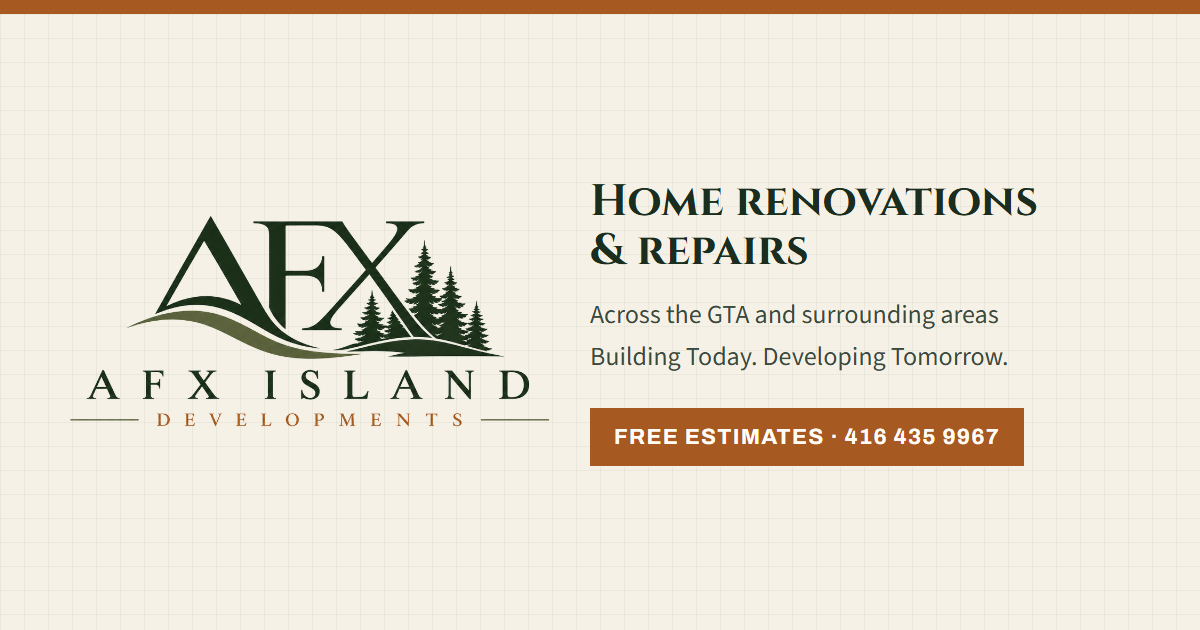 AFX
AFX ISLAND
DEVELOPMENTS
Home renovations
& repairs
Across the GTA and surrounding areas
Building Today. Developing Tomorrow.
FREE ESTIMATES · 416 435 9967